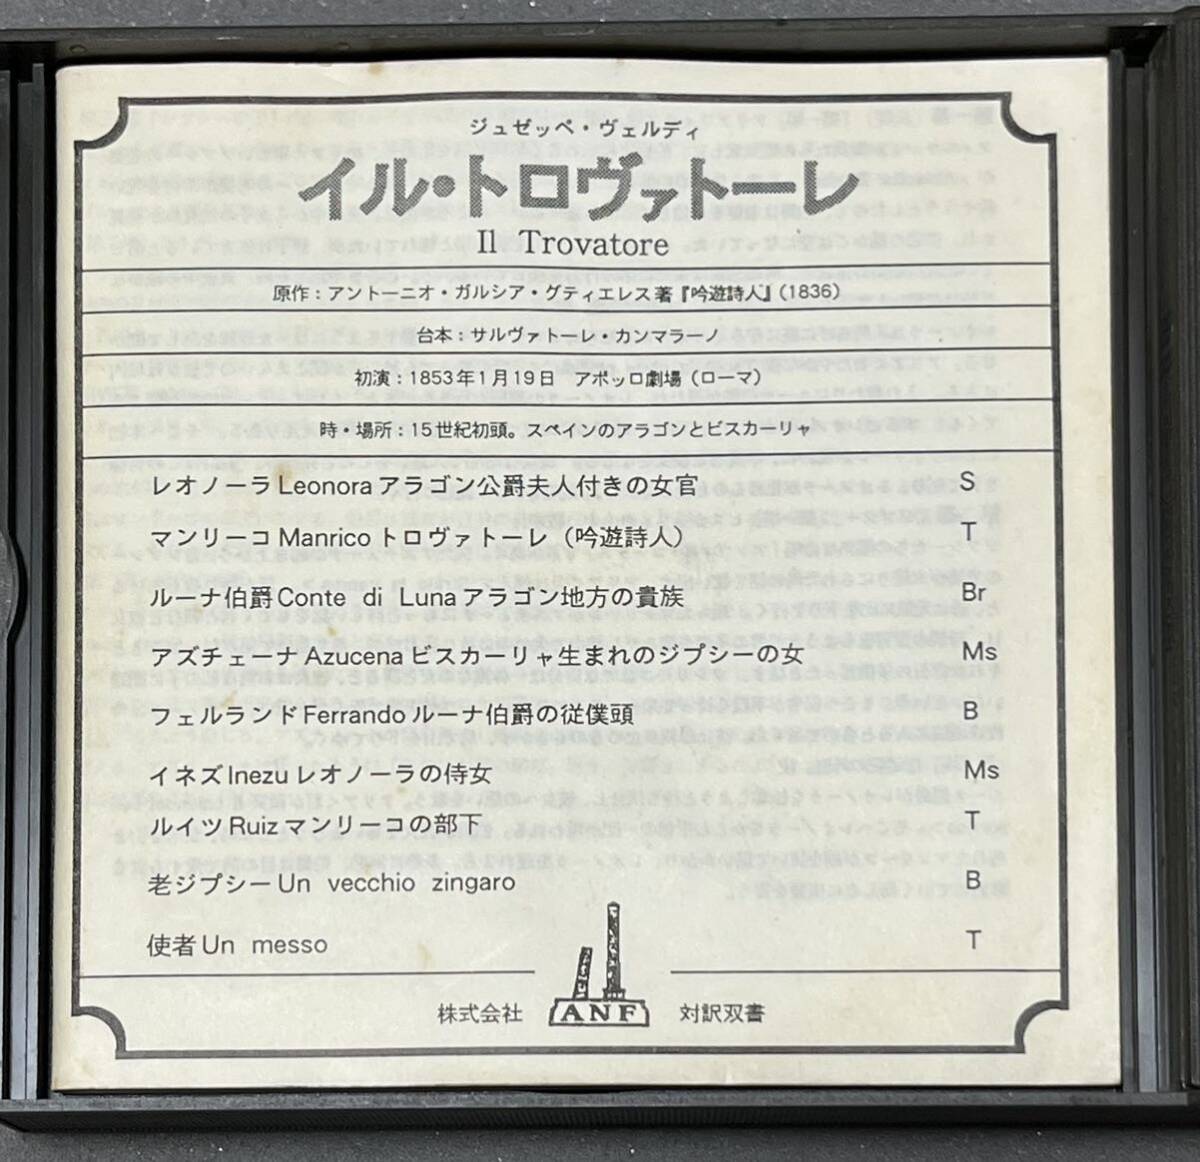 ジュゼッペ・ヴェルディ
イル・トロヴァトーレ
Il Trovatore
原作：アントーニオ・ガルシア・グティエレス著『吟遊詩人』（1836）
台本：サルヴァトーレ・カンマラーノ
初演：1853年1月19日　アポッロ劇場（ローマ）
時・場所：15世紀初頭。スペインのアラゴンとビスカーリャ
レオノーラ Leonora アラゴン公爵夫人付きの女官 S
マンリーコ Manrico トロヴァトーレ（吟遊詩人） T
ルーナ伯爵 Conte di Luna アラゴン地方の貴族 Br
アズチェーナ Azucena ビスカーリャ生まれのジプシーの女 Ms
フェルランド Ferrando ルーナ伯爵の従僕頭 B
イネズ Inezu レオノーラの侍女 Ms
ルイツ Ruiz マンリーコの部下 T
老ジプシー Un vecchio zingaro B
使者 Un messo T
株式会社 ANF 対訳双書